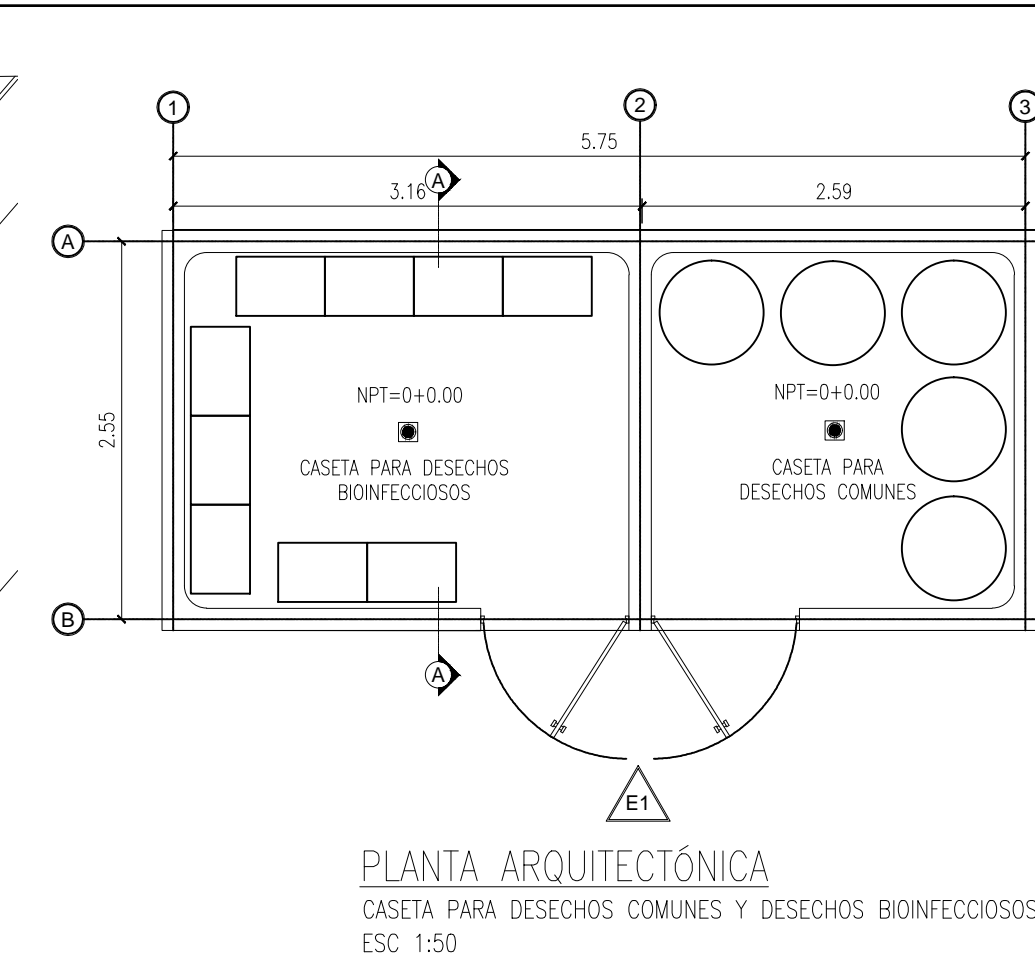 1
2
3
5.75
3.16
A
2.59
A
2.55
NPT=0+0.00
CASETA PARA DESECHOS
BIOINFECCIOSOS
NPT=0+0.00
CASETA PARA
DESECHOS COMUNES
B
A
E1
PLANTA ARQUITECTÓNICA
CASETA PARA DESECHOS COMUNES Y DESECHOS BIOINFECCIOSOS
ESC 1:50